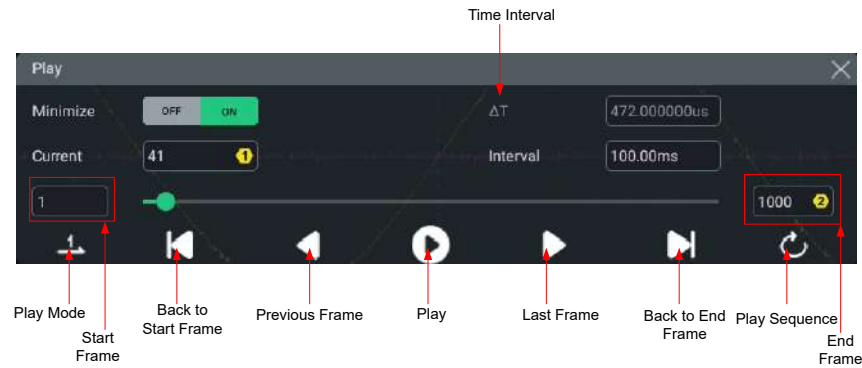 Time Interval
Play
Minimize OFF ON ΔT 472.000000us
Current 41 1 Interval 100.00ms
1 1000 2
1
Play Mode
Start
Frame
Back to
Start Frame
Previous Frame
Play
Last Frame
Back to End
Frame
Play Sequence
End
Frame